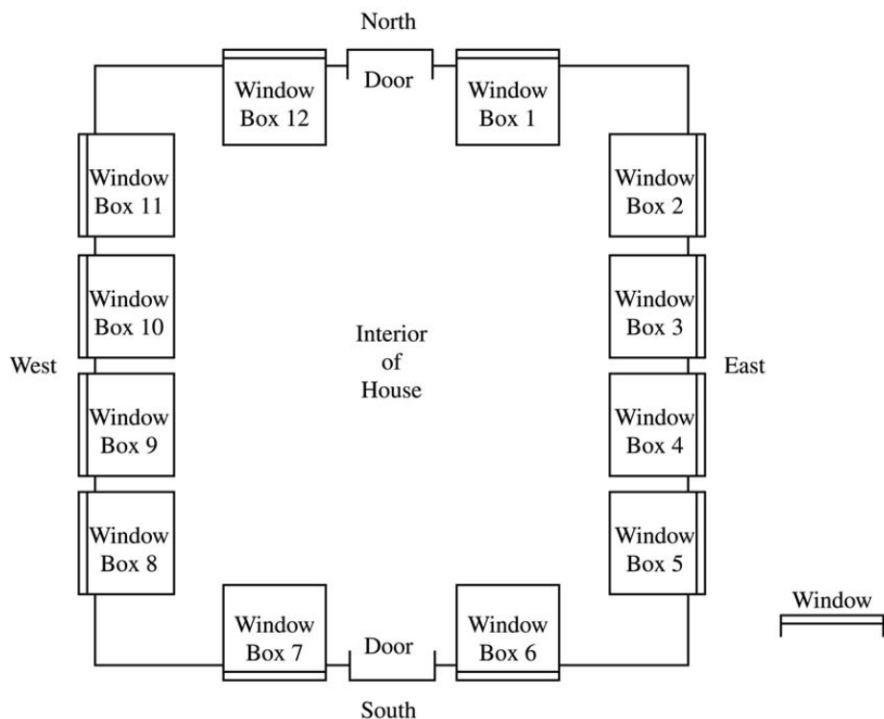 North
Door
Window
Box 12
Window
Box 1
Window
Box 11
Window
Box 2
Window
Box 10
Window
Box 3
West
Interior
of
House
East
Window
Box 9
Window
Box 4
Window
Box 8
Window
Box 5
Window
Window
Box 7
Door
Window
Box 6
South